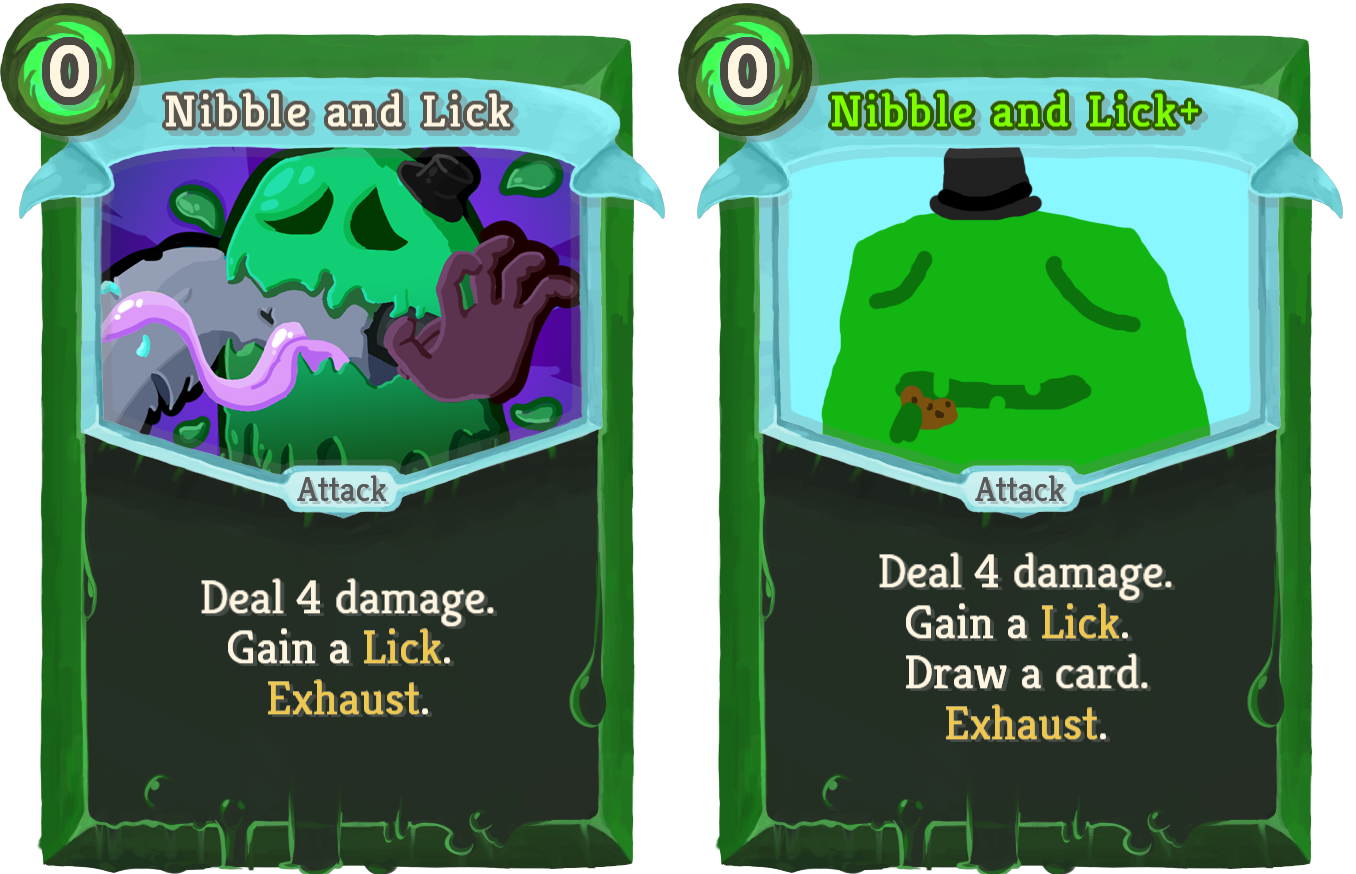 0
Nibble and Lick
Attack
Deal 4 damage.
Gain a Lick.
Exhaust.
0
Nibble and Lick+
Attack
Deal 4 damage.
Gain a Lick.
Draw a card.
Exhaust.